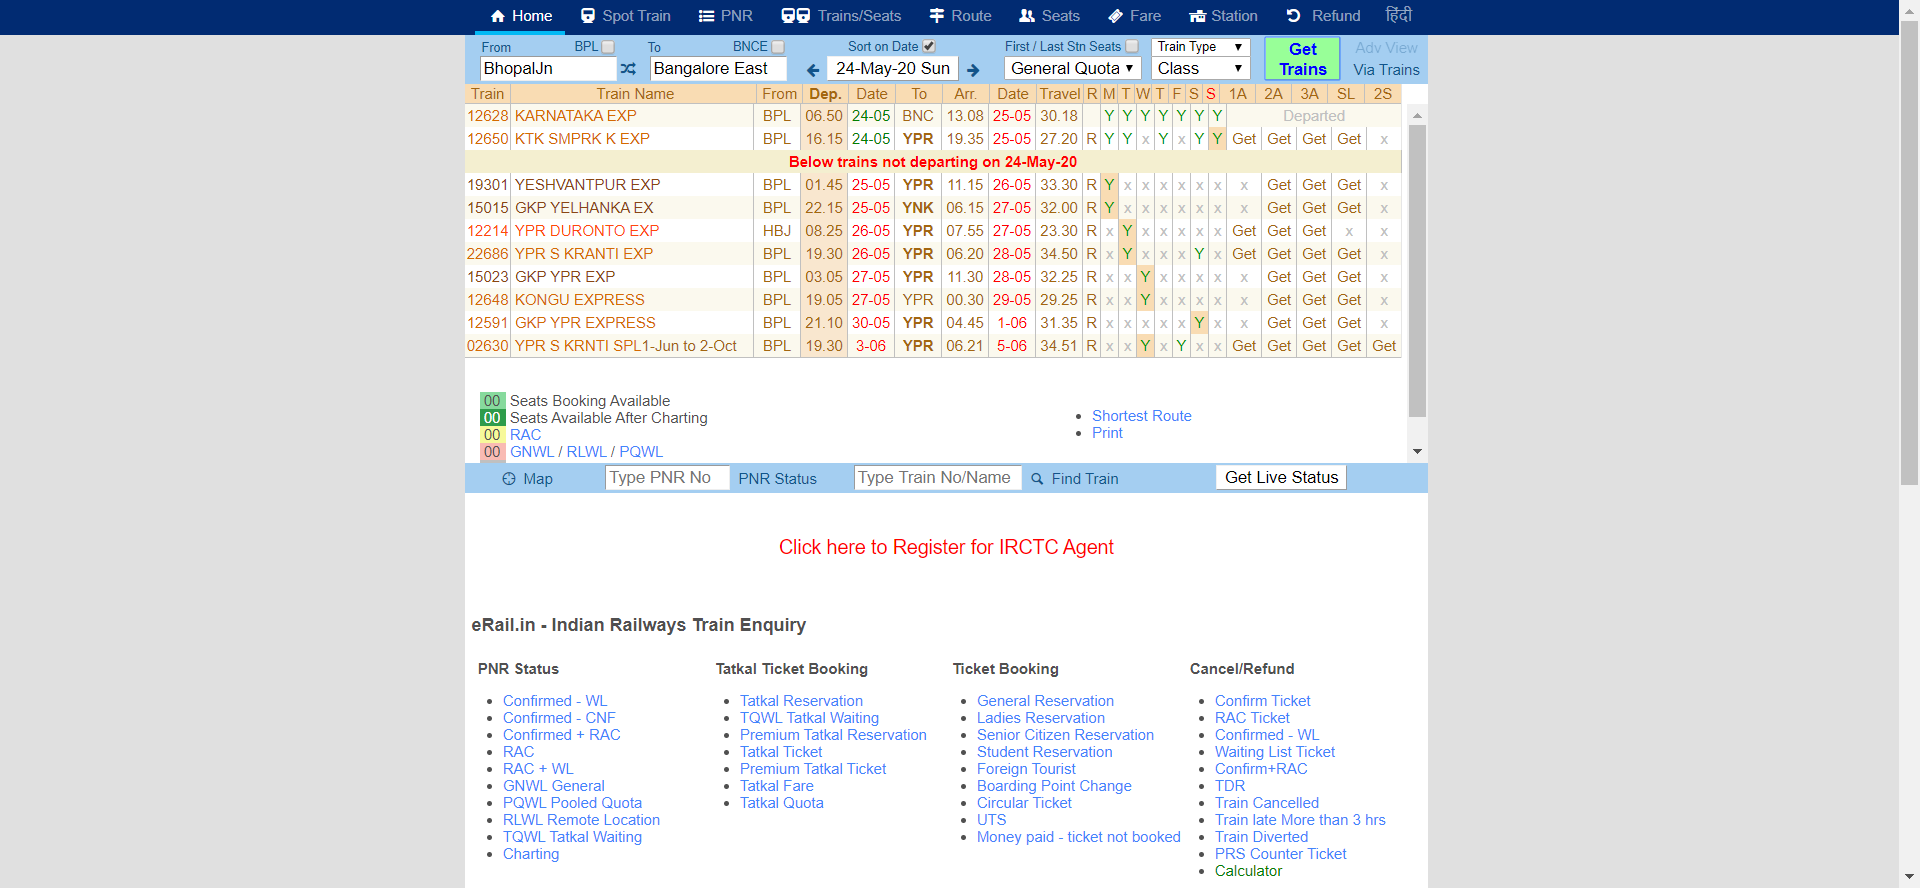 Home Spot Train PNR Trains/Seats Route Seats Fare Station Refund हिंदी
From BPL To BNCE Sort on Date First / Last Stn Seats Train Type Get Trains Adv View
BhopalJn Bangalore East 24-May-20 Sun General Quota Class Via Trains
Train Train Name From Dep. Date To Arr. Date Travel R M T W T F S S 1A 2A 3A SL 2S
12628 KARNATAKA EXP BPL 06.50 24-05 BNC 13.08 25-05 30.18 Y Y Y Y Y Y Y Departed
12650 KTK SMPRK K EXP BPL 16.15 24-05 YPR 19.35 25-05 27.20 R Y Y x Y x Y Y Get Get Get Get x
Below trains not departing on 24-May-20
19301 YESHVANTPUR EXP BPL 01.45 25-05 YPR 11.15 26-05 33.30 R Y x x x x x x x Get Get Get x
15015 GKP YELHANKA EX BPL 22.15 25-05 YNK 06.15 27-05 32.00 R Y x x x x x x x Get Get Get x
12214 YPR DURONTO EXP HBJ 08.25 26-05 YPR 07.55 27-05 23.30 R x Y x x x x x Get Get Get x x
22686 YPR S KRANTI EXP BPL 19.30 26-05 YPR 06.20 28-05 34.50 R x Y x x x Y x Get Get Get Get x
15023 GKP YPR EXP BPL 03.05 27-05 YPR 11.30 28-05 32.25 R x x Y x x x x x Get Get Get x
12648 KONGU EXPRESS BPL 19.05 27-05 YPR 00.30 29-05 29.25 R x x Y x x x x x Get Get Get x
12591 GKP YPR EXPRESS BPL 21.10 30-05 YPR 04.45 1-06 31.35 R x x x x x Y x x Get Get Get x
02630 YPR S KRNTI SPL1-Jun to 2-Oct BPL 19.30 3-06 YPR 06.21 5-06 34.51 R x x Y x Y x x Get Get Get Get Get
00 Seats Booking Available
00 Seats Available After Charting
00 RAC
00 GNWL / RLWL / PQWL
Shortest Route
Print
Map Type PNR No PNR Status Type Train No/Name Find Train Get Live Status
Click here to Register for IRCTC Agent
eRail.in - Indian Railways Train Enquiry
PNR Status
Confirmed - WL
Confirmed - CNF
Confirmed + RAC
RAC
RAC + WL
GNWL General
PQWL Pooled Quota
RLWL Remote Location
TQWL Tatkal Waiting
Charting
Tatkal Ticket Booking
Tatkal Reservation
TQWL Tatkal Waiting
Premium Tatkal Reservation
Tatkal Ticket
Premium Tatkal Ticket
Tatkal Fare
Tatkal Quota
Ticket Booking
General Reservation
Ladies Reservation
Senior Citizen Reservation
Student Reservation
Foreign Tourist
Boarding Point Change
Circular Ticket
UTS
Money paid - ticket not booked
Cancel/Refund
Confirm Ticket
RAC Ticket
Confirmed - WL
Waiting List Ticket
Confirm+RAC
TDR
Train Cancelled
Train late More than 3 hrs
Train Diverted
PRS Counter Ticket
Calculator